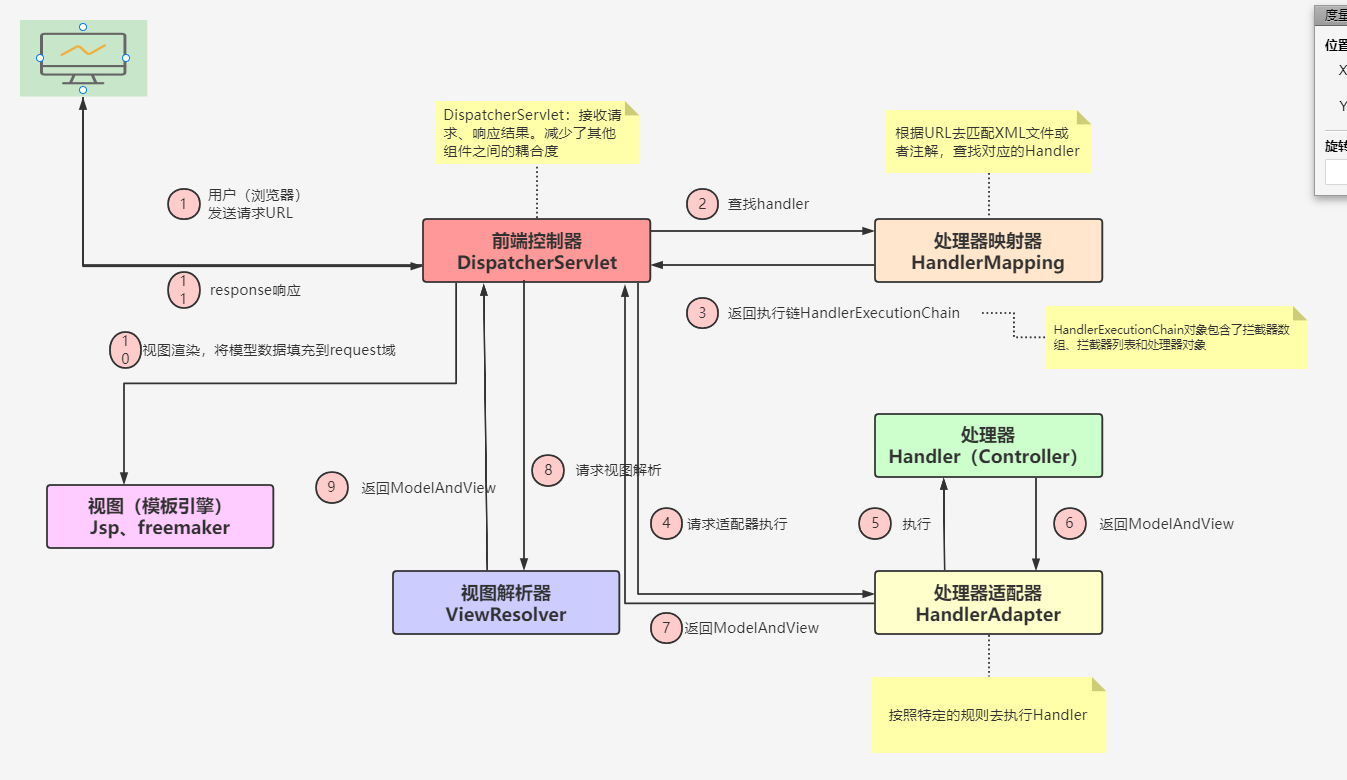 度量
位置
X
Y
旋转
DispatcherServlet：接收请
求、响应结果。减少了其他
组件之间的耦合度
根据URL去匹配XML文件或
者注解，查找对应的Handler
1
用户（浏览器）
发送请求URL
2
查找handler
前端控制器
DispatcherServlet
处理器映射器
HandlerMapping
11
response响应
3
返回执行链HandlerExecutionChain
HandlerExecutionChain对象包含了拦截器数
组、拦截器列表和处理器对象
10
视图渲染，将模型数据填充到request域
处理器
Handler（Controller）
8
请求视图解析
9
返回ModelAndView
视图（模板引擎）
Jsp、freemaker
4
请求适配器执行
5
执行
6
返回ModelAndView
视图解析器
ViewResolver
处理器适配器
HandlerAdapter
7
返回ModelAndView
按照特定的规则去执行Handler